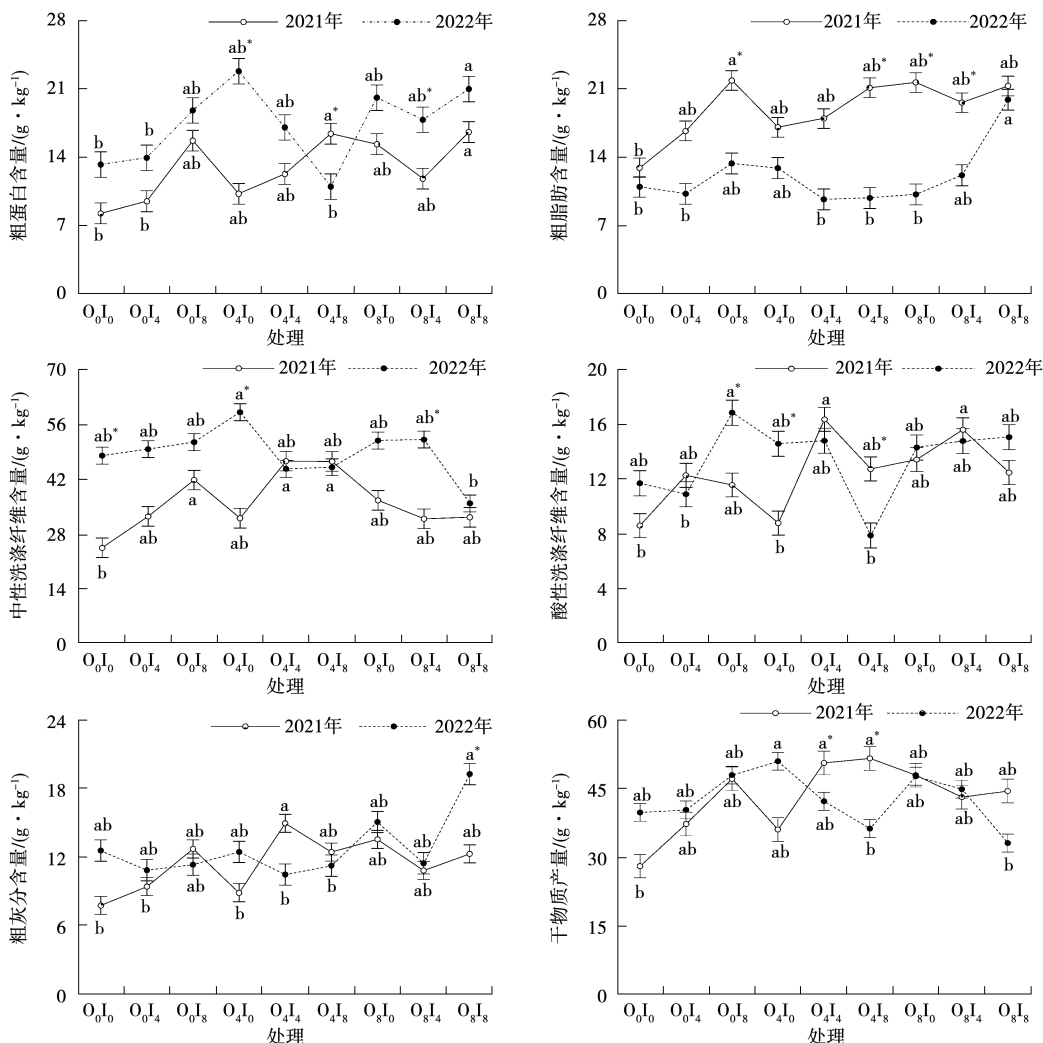 2021年 2022年
粗蛋白含量/(g·kg⁻¹)
28
21
14
7
0
b b ab ab* ab a* ab ab* a
b b ab ab ab b ab ab a
O₀I₀ O₀I₄ O₀I₈ O₄I₀ O₄I₄ O₄I₈ O₈I₀ O₈I₄ O₈I₈
处理
2021年 2022年
粗脂肪含量/(g·kg⁻¹)
28
21
14
7
0
b ab a* ab ab ab* ab* ab* ab
b b ab ab b b b ab a
O₀I₀ O₀I₄ O₀I₈ O₄I₀ O₄I₄ O₄I₈ O₈I₀ O₈I₄ O₈I₈
处理
2021年 2022年
中性洗涤纤维含量/(g·kg⁻¹)
70
56
42
28
14
0
ab* ab ab a* ab ab ab ab* b
b ab a ab a a ab ab ab
O₀I₀ O₀I₄ O₀I₈ O₄I₀ O₄I₄ O₄I₈ O₈I₀ O₈I₄ O₈I₈
处理
2021年 2022年
酸性洗涤纤维含量/(g·kg⁻¹)
20
16
12
8
4
0
ab ab a* ab* a ab* ab a ab
b b ab b ab b ab ab ab
O₀I₀ O₀I₄ O₀I₈ O₄I₀ O₄I₄ O₄I₈ O₈I₀ O₈I₄ O₈I₈
处理
2021年 2022年
粗灰分含量/(g·kg⁻¹)
24
18
12
6
0
ab ab ab ab a ab ab ab a*
b b ab b b b ab ab ab
O₀I₀ O₀I₄ O₀I₈ O₄I₀ O₄I₄ O₄I₈ O₈I₀ O₈I₄ O₈I₈
处理
2021年 2022年
干物质产量/(g·kg⁻¹)
60
45
30
15
0
ab ab ab a a* a* ab ab ab
b ab ab ab ab b ab ab b
O₀I₀ O₀I₄ O₀I₈ O₄I₀ O₄I₄ O₄I₈ O₈I₀ O₈I₄ O₈I₈
处理